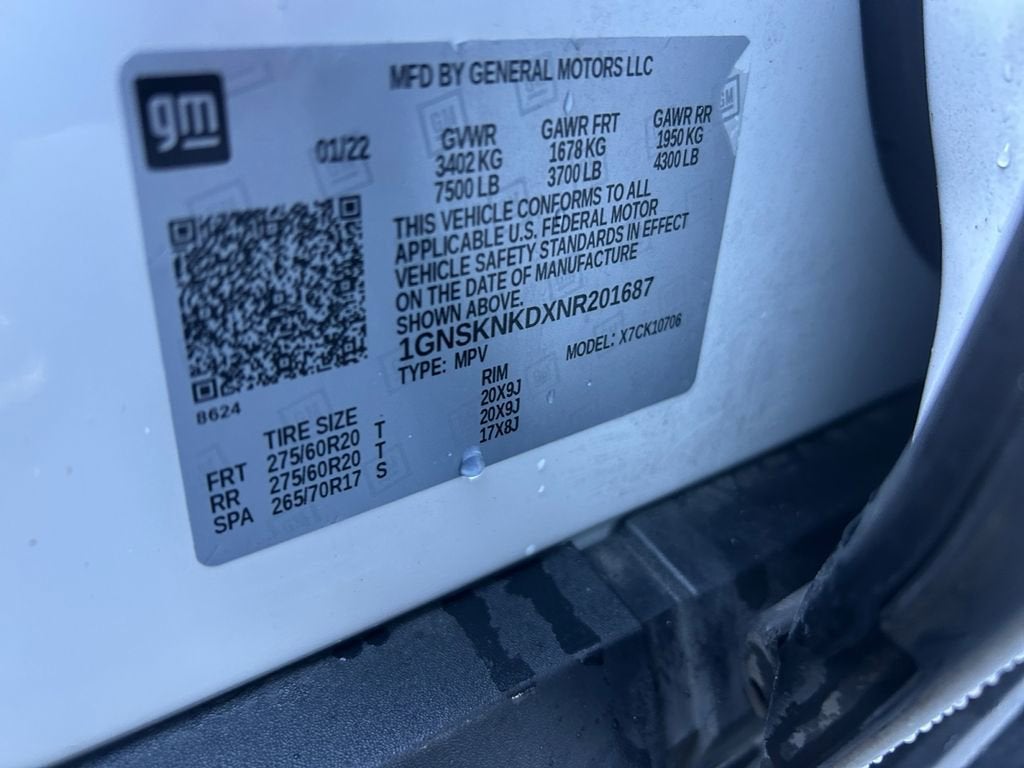 gm
MFD BY GENERAL MOTORS LLC
01/22
GVWR
3402 KG
7500 LB
GAWR FRT
1678 KG
3700 LB
GAWR RR
1950 KG
4300 LB
THIS VEHICLE CONFORMS TO ALL
APPLICABLE U.S. FEDERAL MOTOR
VEHICLE SAFETY STANDARDS IN EFFECT
ON THE DATE OF MANUFACTURE
SHOWN ABOVE.
1GNSKNKDXNR201687
TYPE: MPV
MODEL: X7CK10706
8624
TIRE SIZE
RIM
FRT 275/60R20 T 20X9J
RR 275/60R20 T 20X9J
SPA 265/70R17 S 17X8J
GM